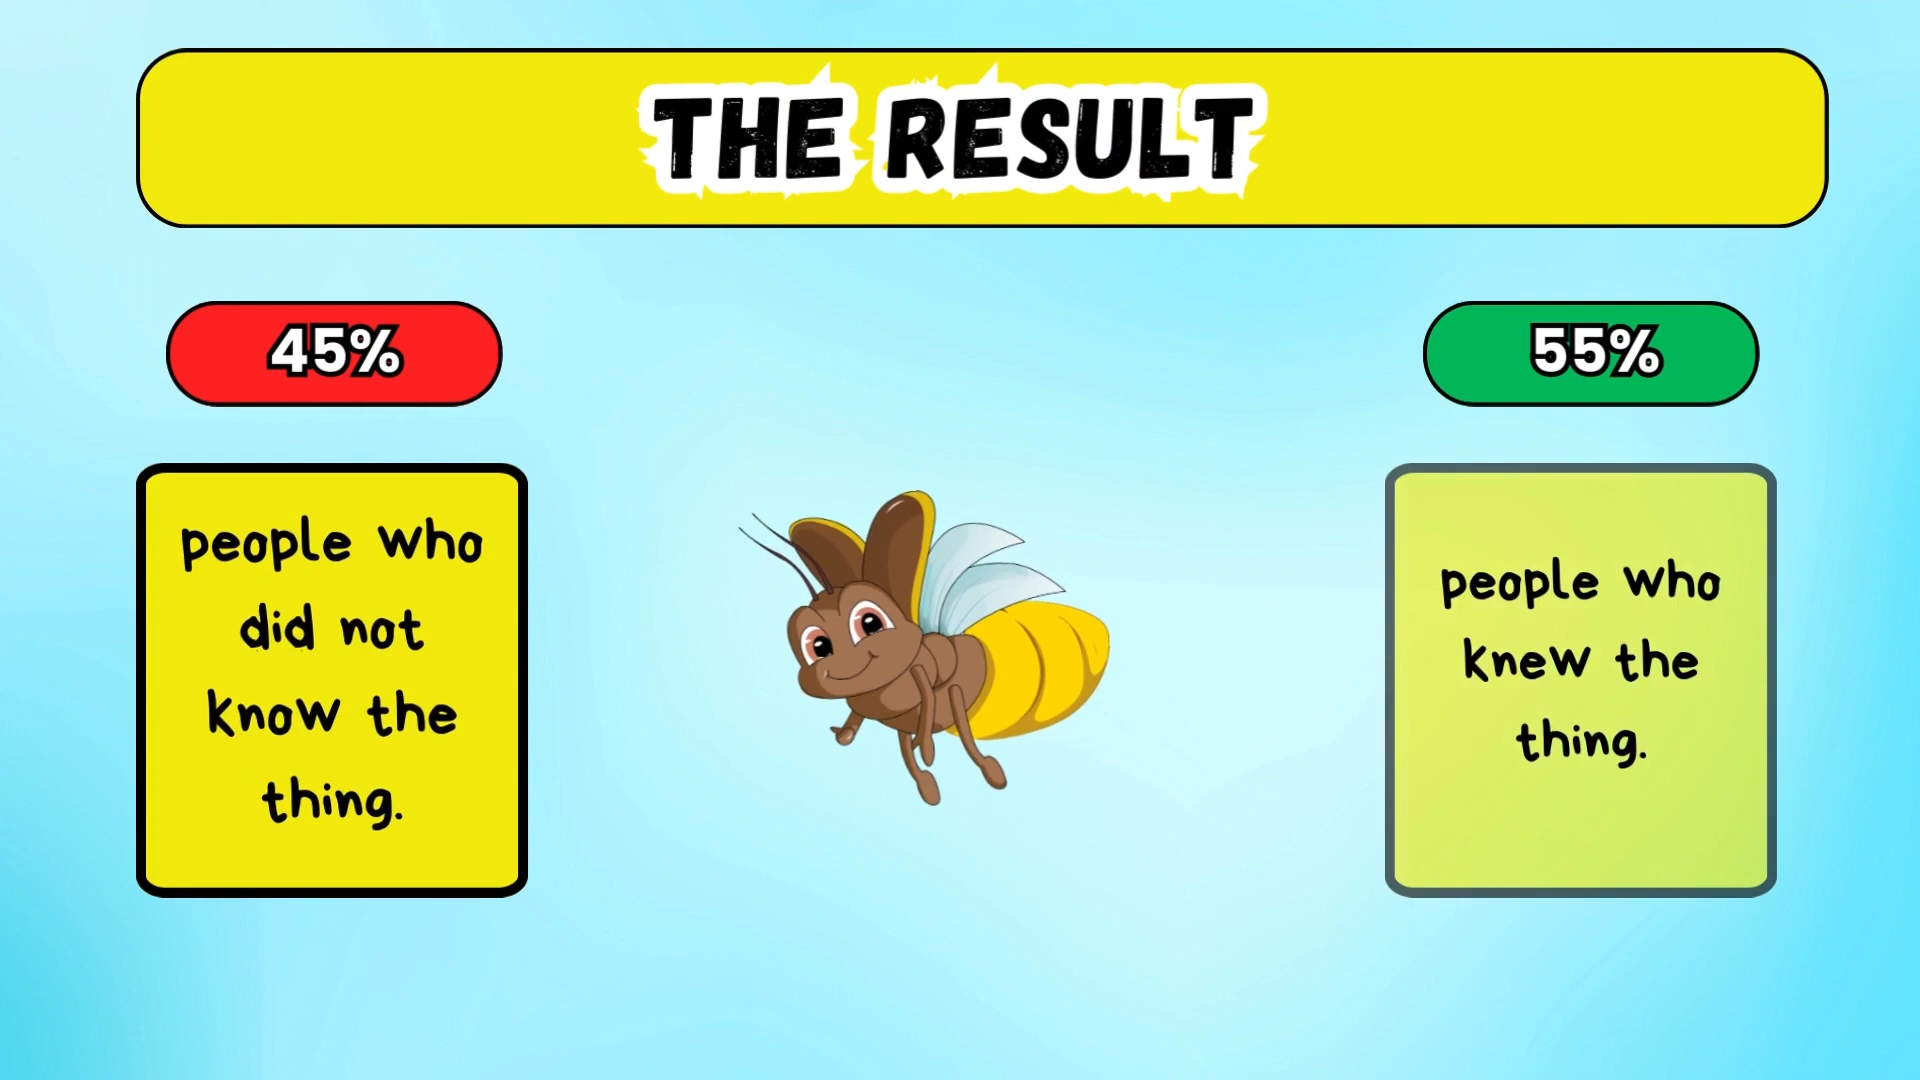 THE RESULT
45%
55%
people who
did not
know the
thing.
people who
knew the
thing.